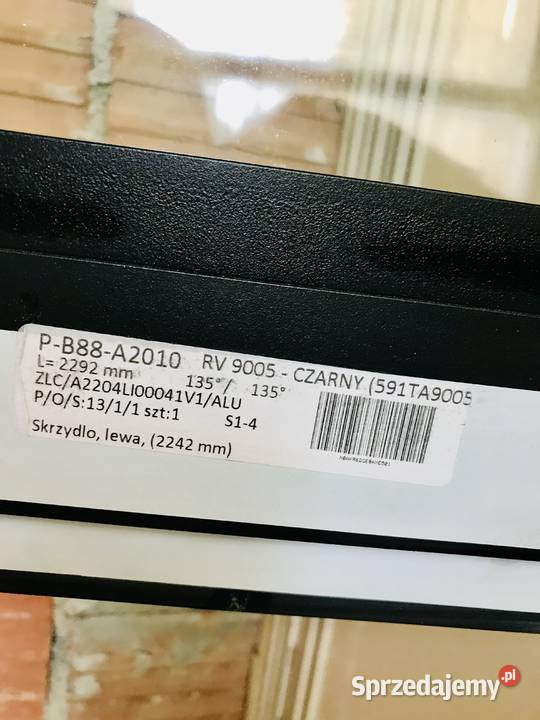 P-B88-A2010 RV 9005 - CZARNY (591TA9005
L= 2292 mm 135°/ 135°
ZLC/A2204LI00041V1/ALU
P/O/S:13/1/1 szt:1 S1-4
Skrzydlo, lewa, (2242 mm)
Sprzedajemy.pl